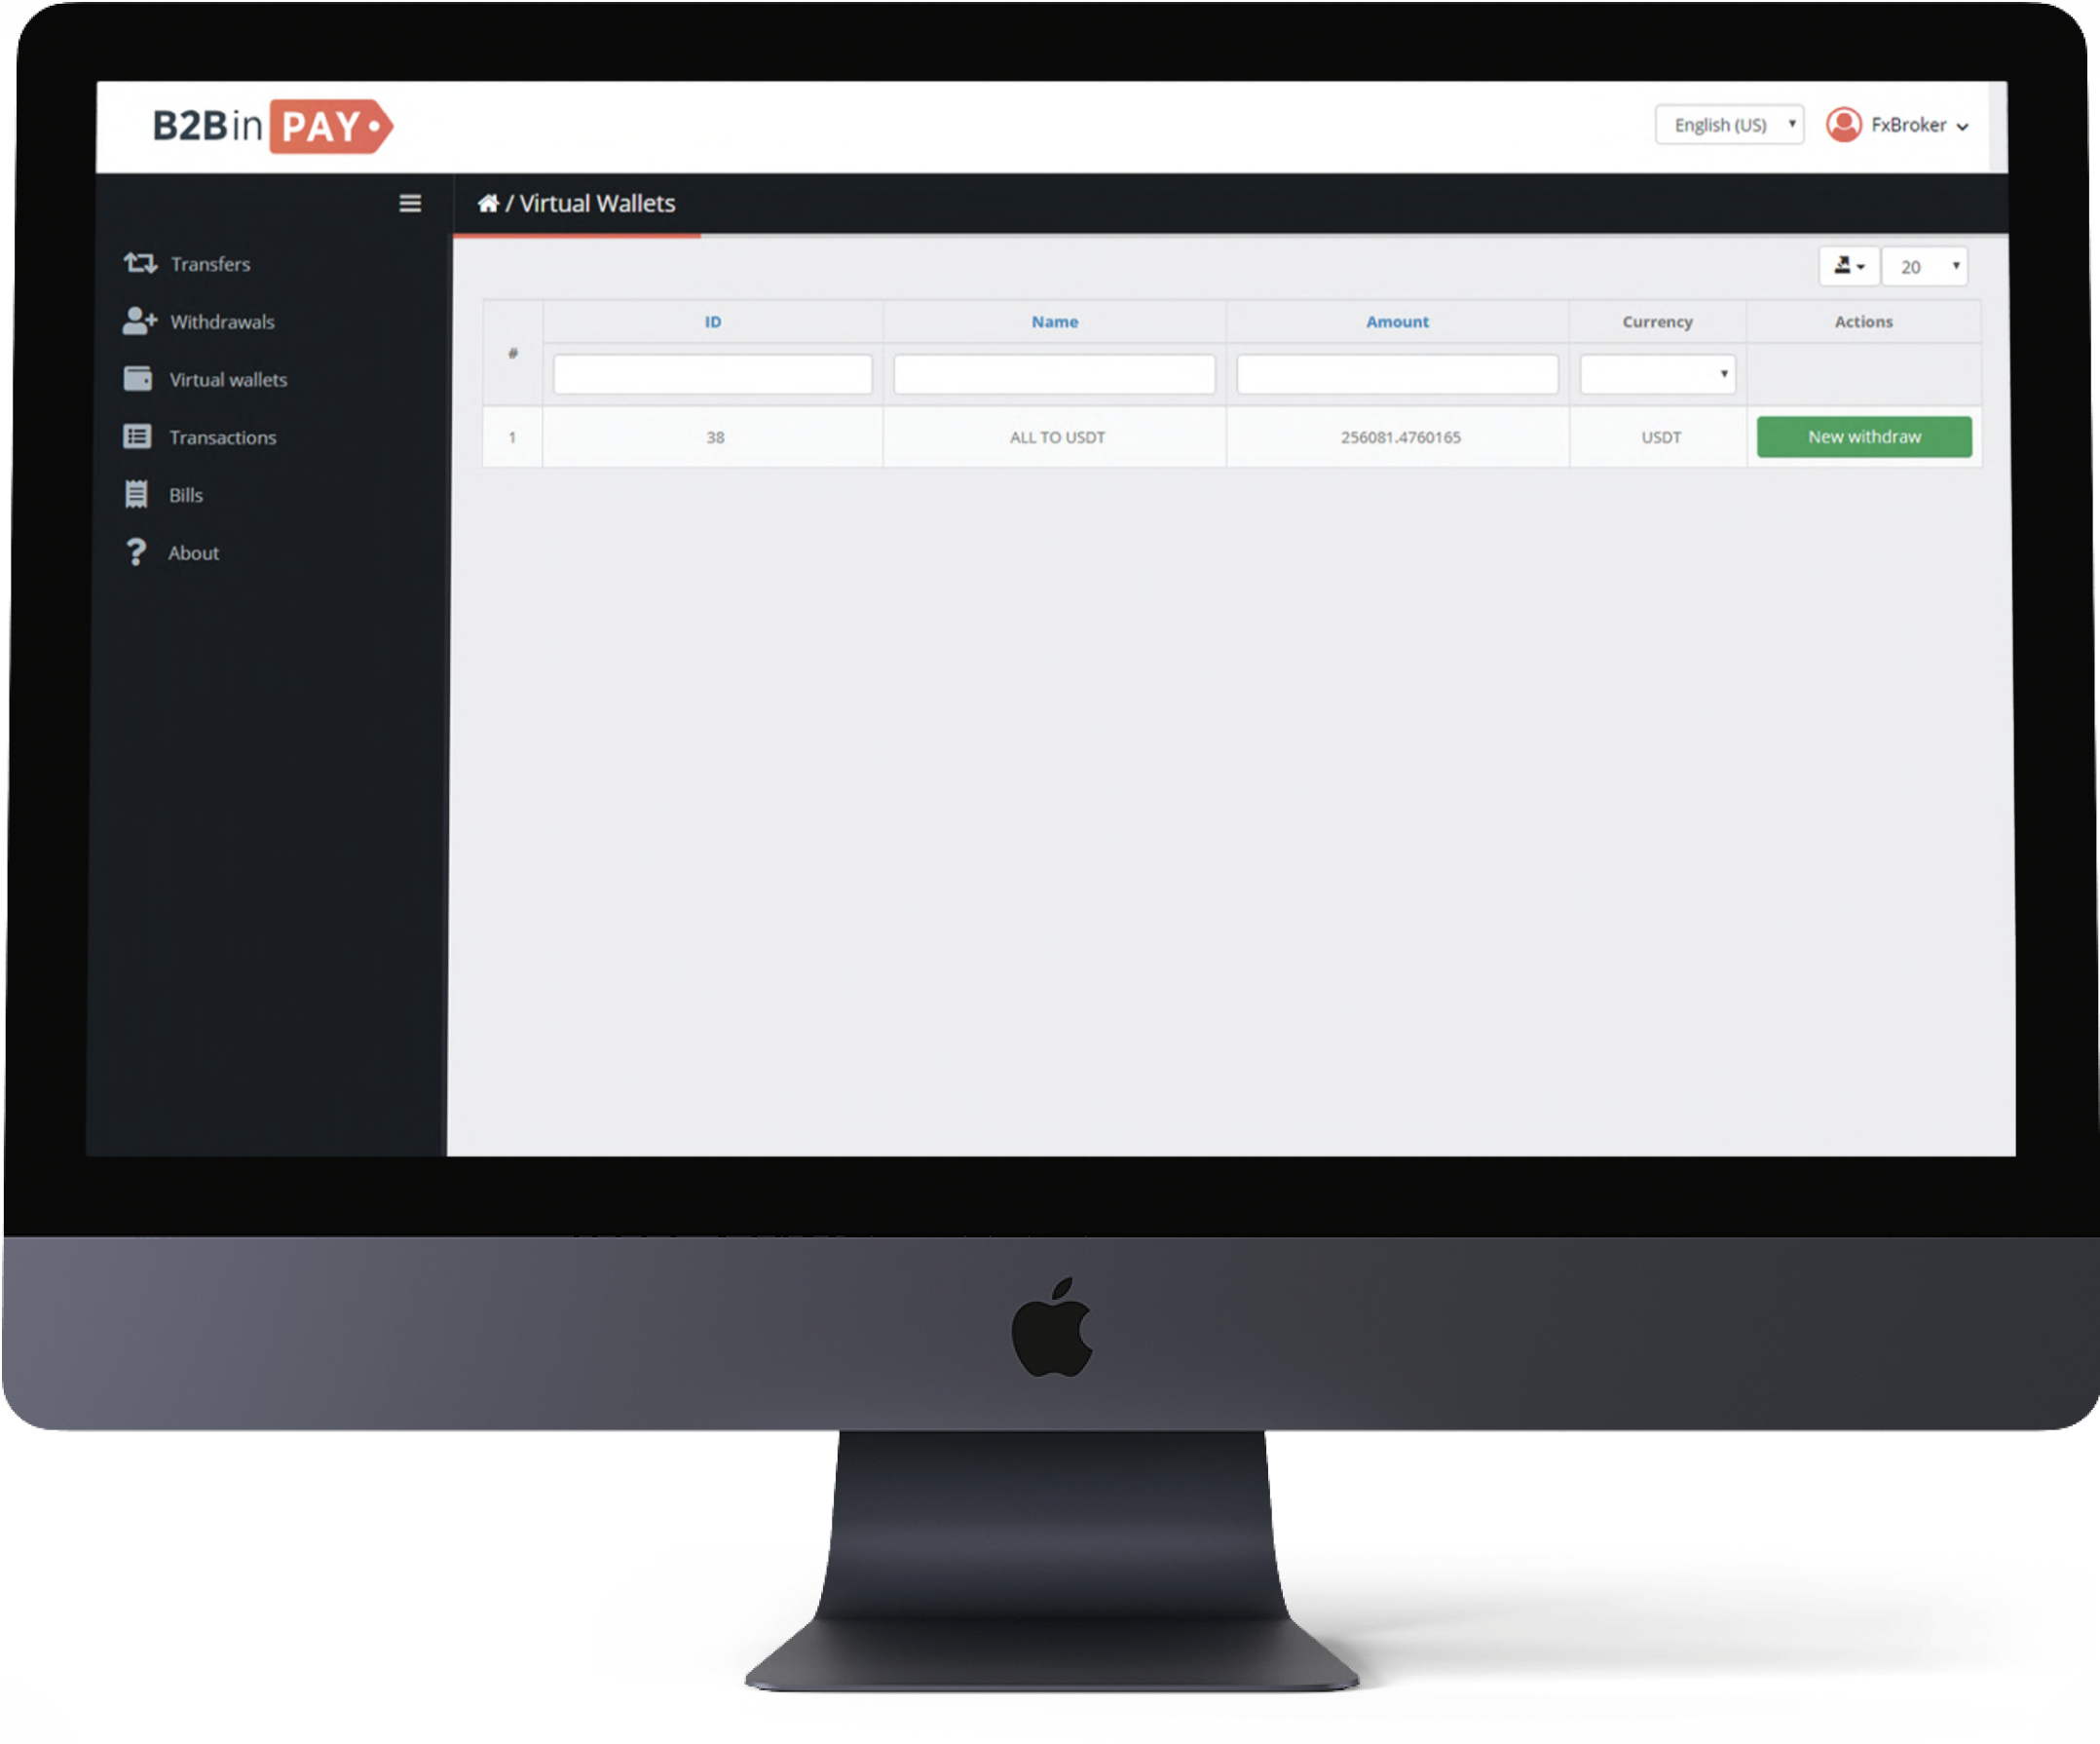 B2Bin PAY
English (US)
FxBroker
/ Virtual Wallets
Transfers
Withdrawals
Virtual wallets
Transactions
Bills
About
20
# ID Name Amount Currency Actions
1 38 ALL TO USDT 256081.4760165 USDT New withdraw